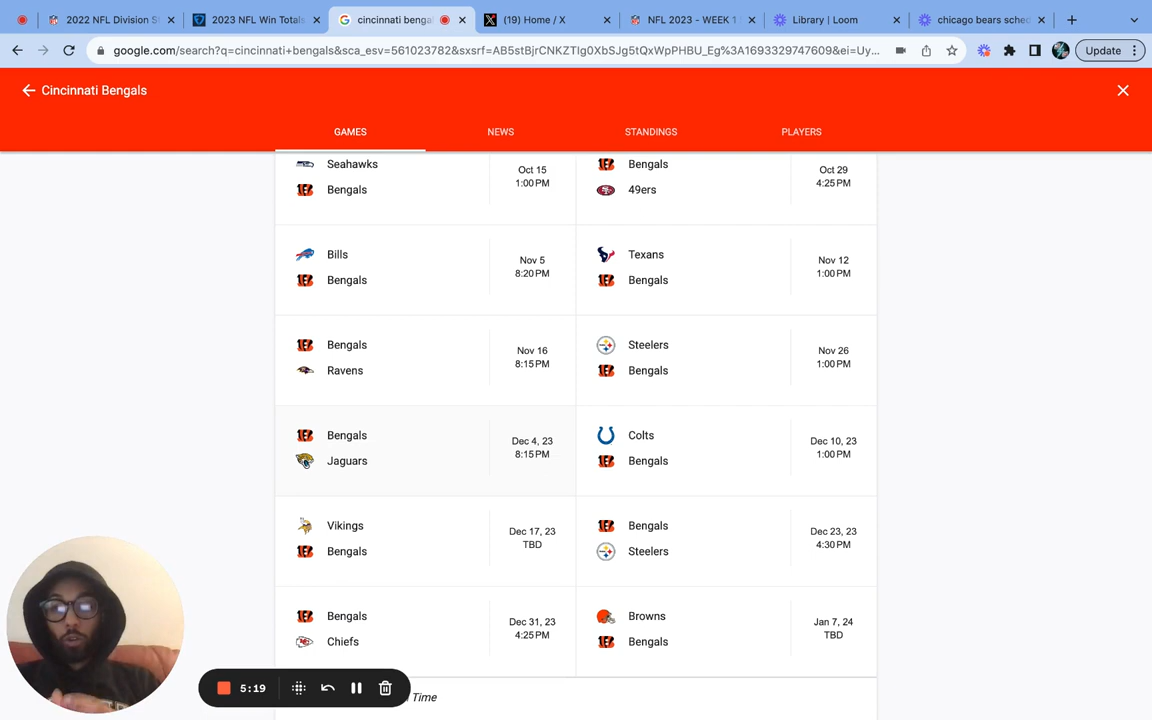 2022 NFL Division S
2023 NFL Win Totals
cincinnati benga
(19) Home / X
NFL 2023 - WEEK 1
Library | Loom
chicago bears sched
google.com/search?q=cincinnati+bengals&sca_esv=561023782&sxsrf=AB5stBjrCNKZTIg0XbSJg5tQxWpPHBU_Eg%3A1693329747609&ei=Uy...
Update
Cincinnati Bengals
GAMES
NEWS
STANDINGS
PLAYERS
Seahawks
Bengals
Oct 15
1:00 PM
Bengals
49ers
Oct 29
4:25 PM
Bills
Bengals
Nov 5
8:20 PM
Texans
Bengals
Nov 12
1:00 PM
Bengals
Ravens
Nov 16
8:15 PM
Steelers
Bengals
Nov 26
1:00 PM
Bengals
Jaguars
Dec 4, 23
8:15 PM
Colts
Bengals
Dec 10, 23
1:00 PM
Vikings
Bengals
Dec 17, 23
TBD
Bengals
Steelers
Dec 23, 23
4:30 PM
Bengals
Chiefs
Dec 31, 23
4:25 PM
Browns
Bengals
Jan 7, 24
TBD
5:19
Time